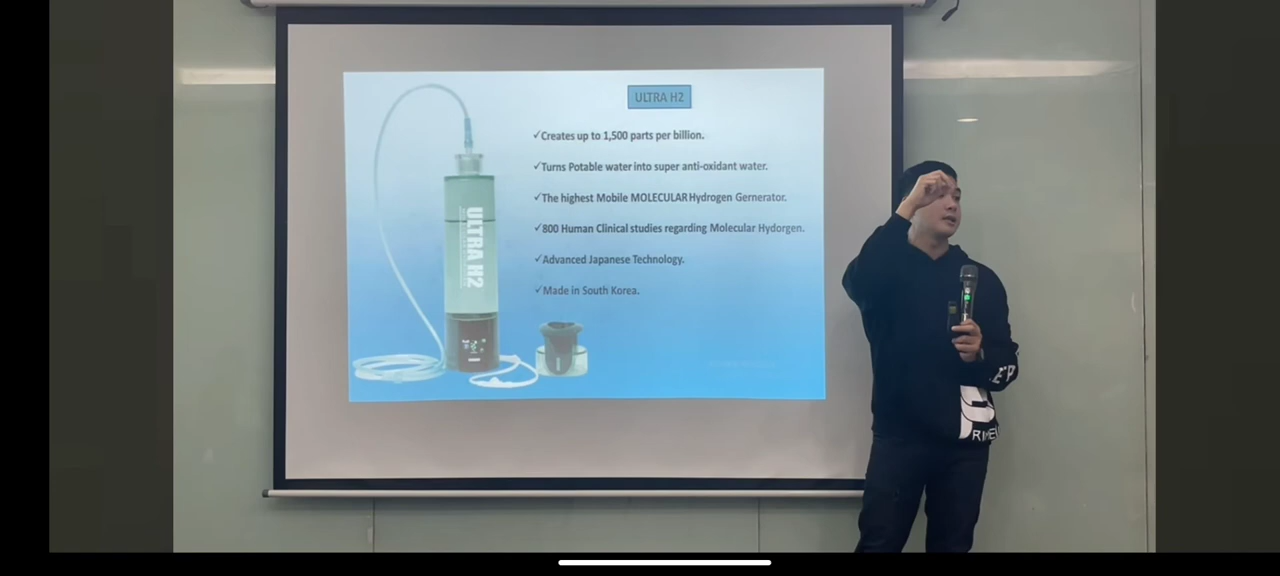 ULTRA H2
✓Creates up to 1,500 parts per billion.
✓Turns Potable water into super anti-oxidant water.
✓The highest Mobile MOLECULAR Hydrogen Gernerator.
✓800 Human Clinical studies regarding Molecular Hydorgen.
✓Advanced Japanese Technology.
✓Made in South Korea.
ULTRA H2